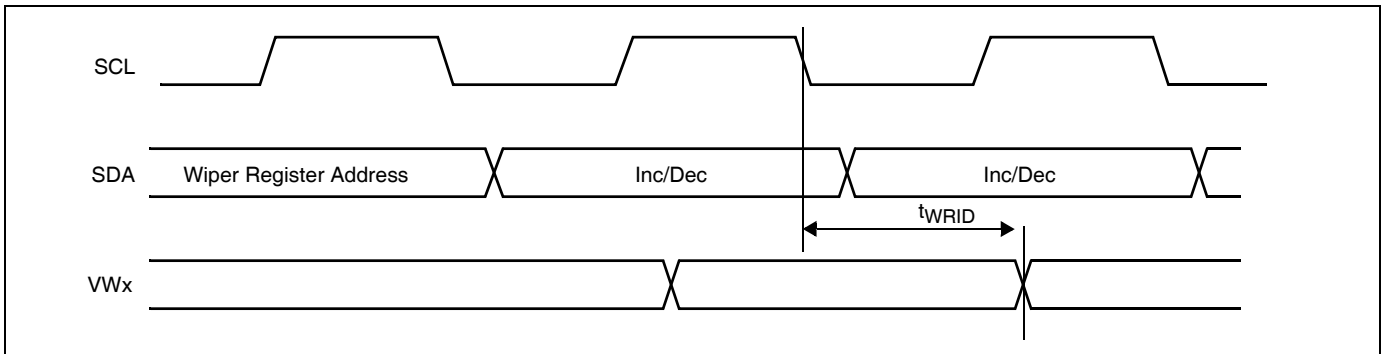 SCL
SDA Wiper Register Address Inc/Dec Inc/Dec
tWRID
VWx